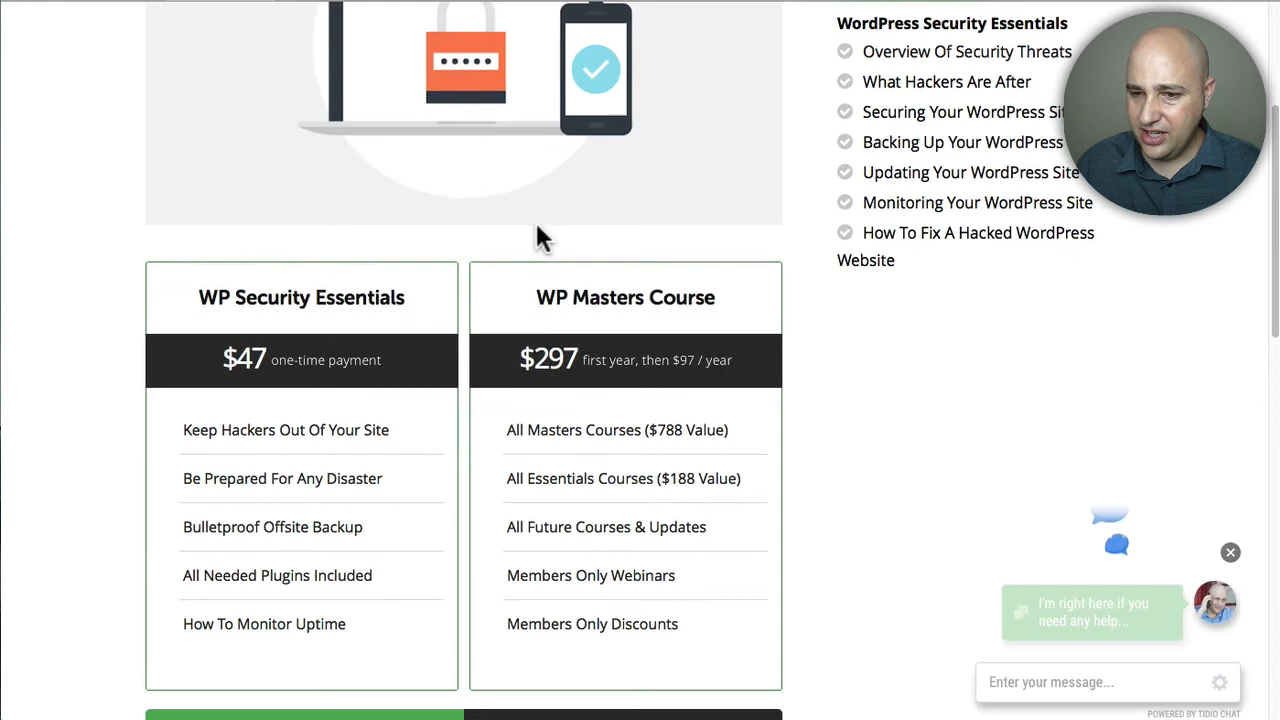 WordPress Security Essentials
Overview Of Security Threats
What Hackers Are After
Securing Your WordPress
Backing Up Your WordPress
Updating Your WordPress Site
Monitoring Your WordPress Site
How To Fix A Hacked WordPress
Website
WP Security Essentials
$47 one-time payment
Keep Hackers Out Of Your Site
Be Prepared For Any Disaster
Bulletproof Offsite Backup
All Needed Plugins Included
How To Monitor Uptime
WP Masters Course
$297 first year, then $97 / year
All Masters Courses ($788 Value)
All Essentials Courses ($188 Value)
All Future Courses & Updates
Members Only Webinars
Members Only Discounts
I'm right here if you
need any help...
Enter your message...
POWERED BY TIDIO CHAT